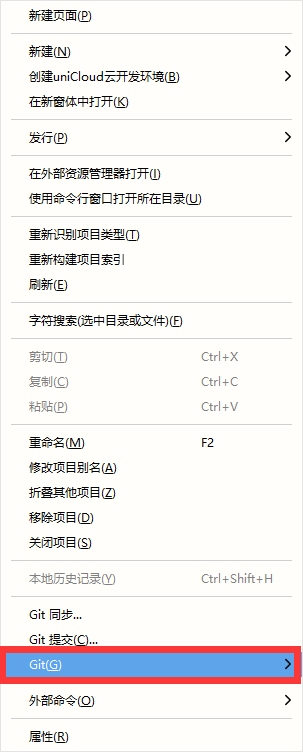 新建页面(P)
新建(N)
创建uniCloud云开发环境(B)
在新窗体中打开(K)
发行(P)
在外部资源管理器打开(I)
使用命令行窗口打开所在目录(U)
重新识别项目类型(T)
重新构建项目索引
刷新(E)
字符搜索(选中目录或文件)(F)
剪切(T) Ctrl+X
复制(C) Ctrl+C
粘贴(P) Ctrl+V
重命名(M) F2
修改项目别名(A)
折叠其他项目(Z)
移除项目(D)
关闭项目(S)
本地历史记录(Y) Ctrl+Shift+H
Git 同步...
Git 提交(C)...
Git(G)
外部命令(O)
属性(R)